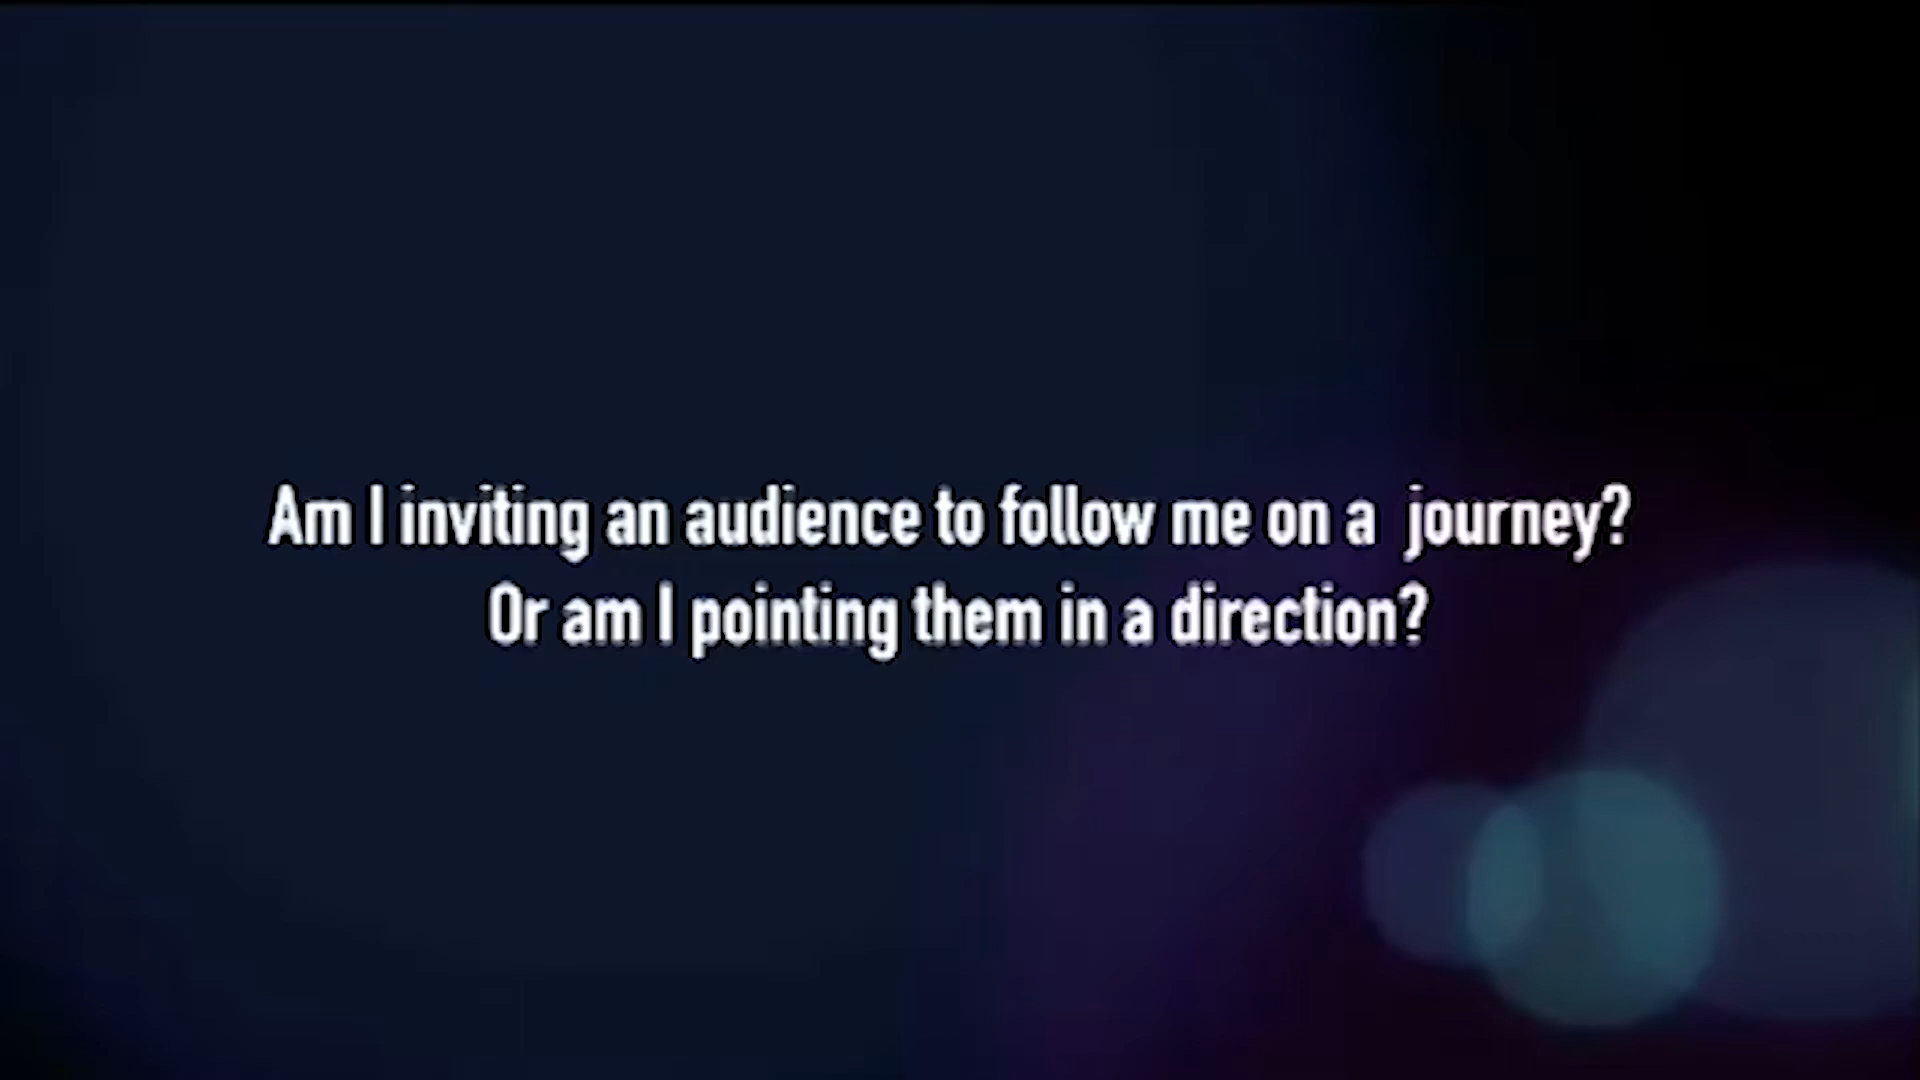 Am I inviting an audience to follow me on a  journey?
Or am I pointing them in a direction?